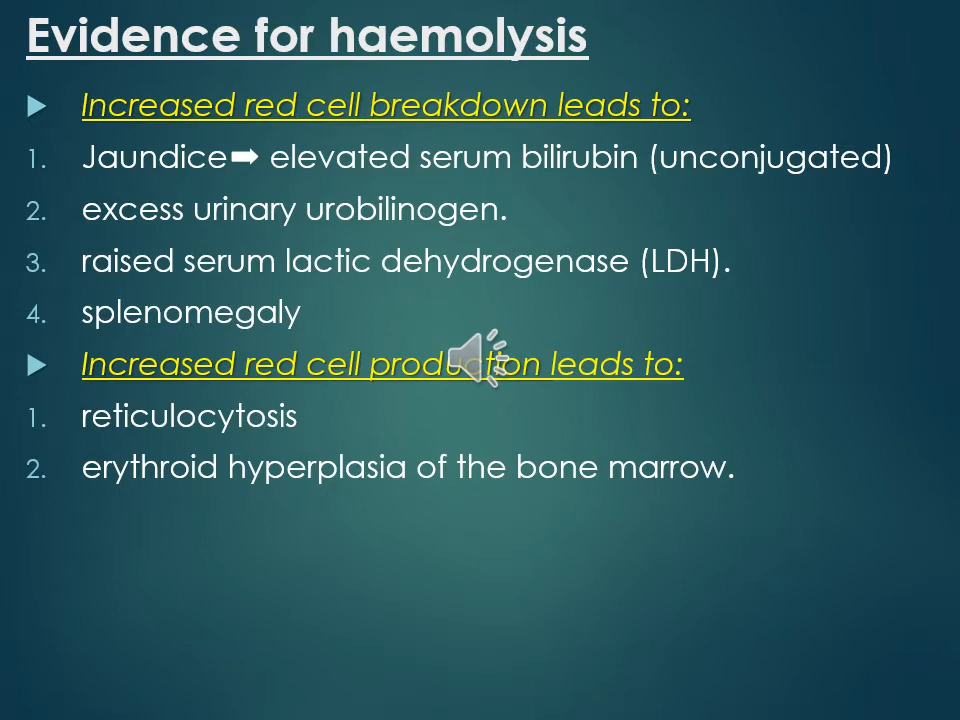 Evidence for haemolysis
Increased red cell breakdown leads to:
1. Jaundice➡ elevated serum bilirubin (unconjugated)
2. excess urinary urobilinogen.
3. raised serum lactic dehydrogenase (LDH).
4. splenomegaly
Increased red cell production leads to:
1. reticulocytosis
2. erythroid hyperplasia of the bone marrow.